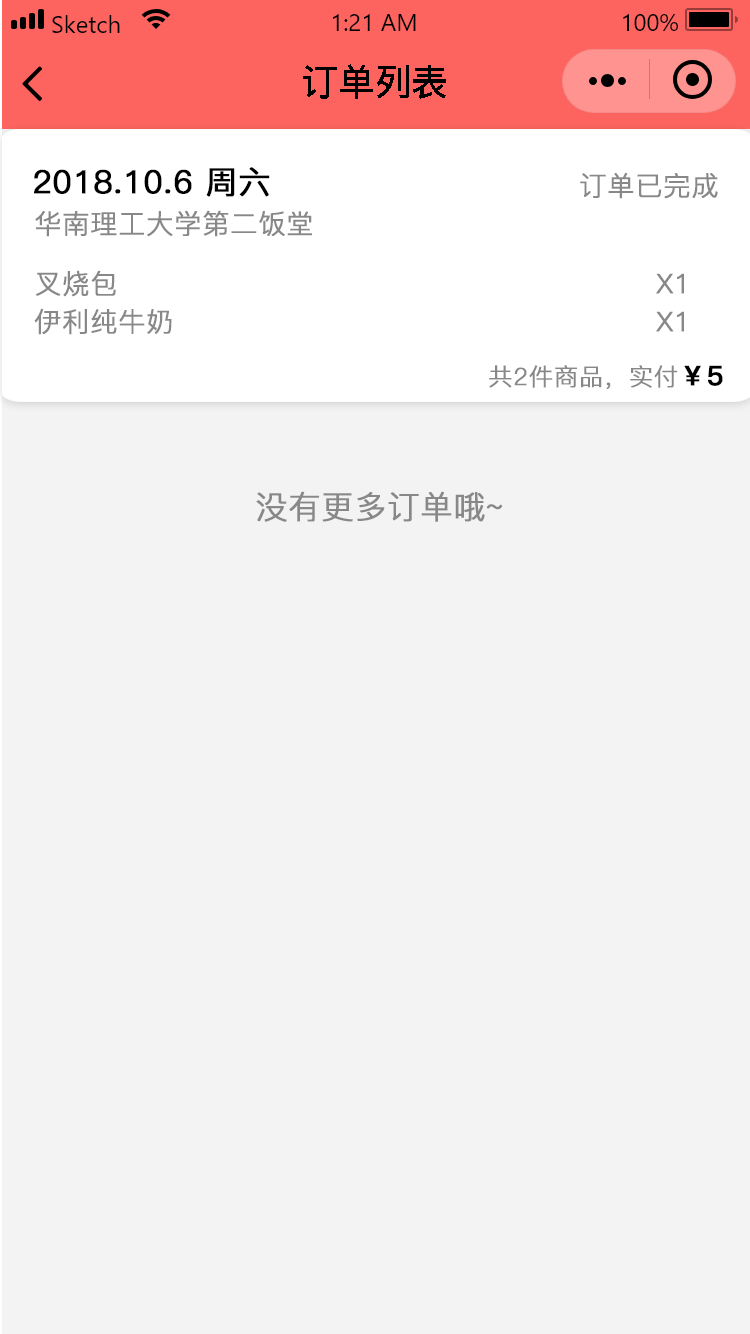 Sketch 1:21 AM 100%
订单列表
2018.10.6 周六 订单已完成
华南理工大学第二饭堂
叉烧包 X1
伊利纯牛奶 X1
共2件商品，实付 ¥5
没有更多订单哦~